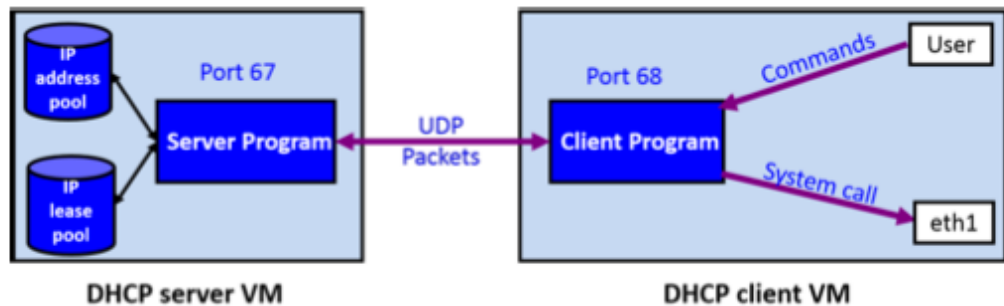 IP
address
pool
Port 67
Server Program
IP
lease
pool
UDP
Packets
Port 68
Client Program
Commands
User
System call
eth1
DHCP server VM
DHCP client VM